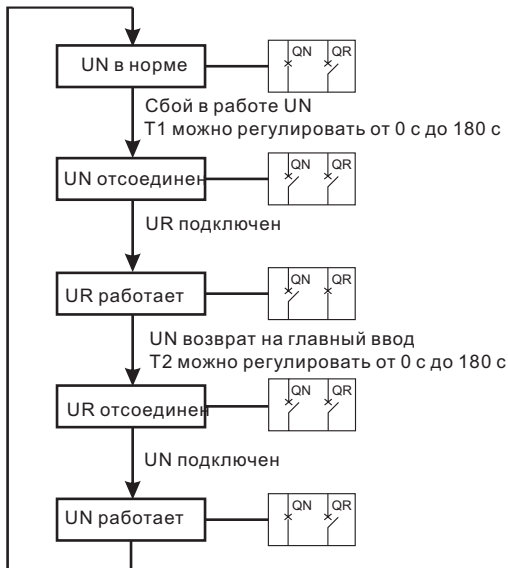 UN в норме
QN QR
Сбой в работе UN
T1 можно регулировать от 0 с до 180 с
UN отсоединен
QN QR
UR подключен
UR работает
QN QR
UN возврат на главный ввод
T2 можно регулировать от 0 с до 180 с
UR отсоединен
QN QR
UN подключен
UN работает
QN QR